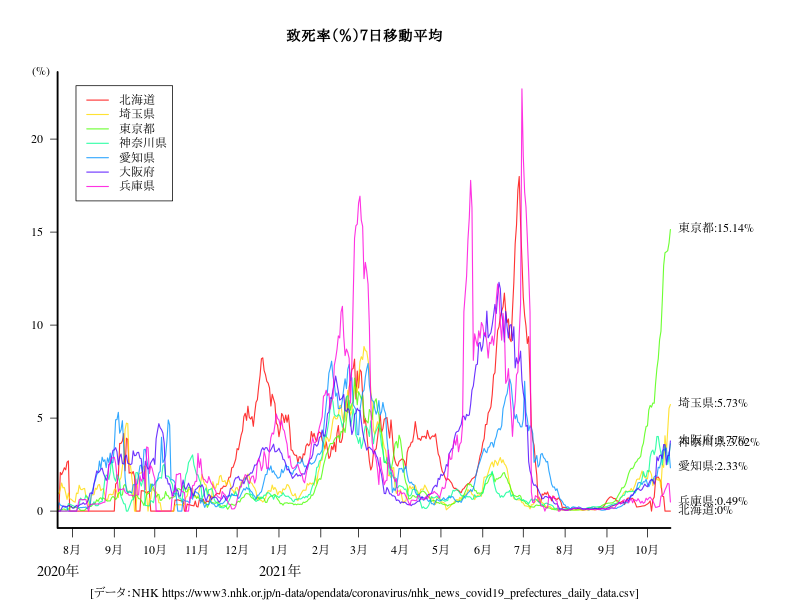 致死率(%)7日移動平均
(%)
北海道
埼玉県
東京都
神奈川県
愛知県
大阪府
兵庫県
20
15
10
5
0
東京都:15.14%
埼玉県:5.73%
愛知県:2.33%
兵庫県:0.49%
北海道:0%
8月 9月 10月 11月 12月 1月 2月 3月 4月 5月 6月 7月 8月 9月 10月
2020年 2021年
[データ:NHK https://www3.nhk.or.jp/n-data/opendata/coronavirus/nhk_news_covid19_prefectures_daily_data.csv]